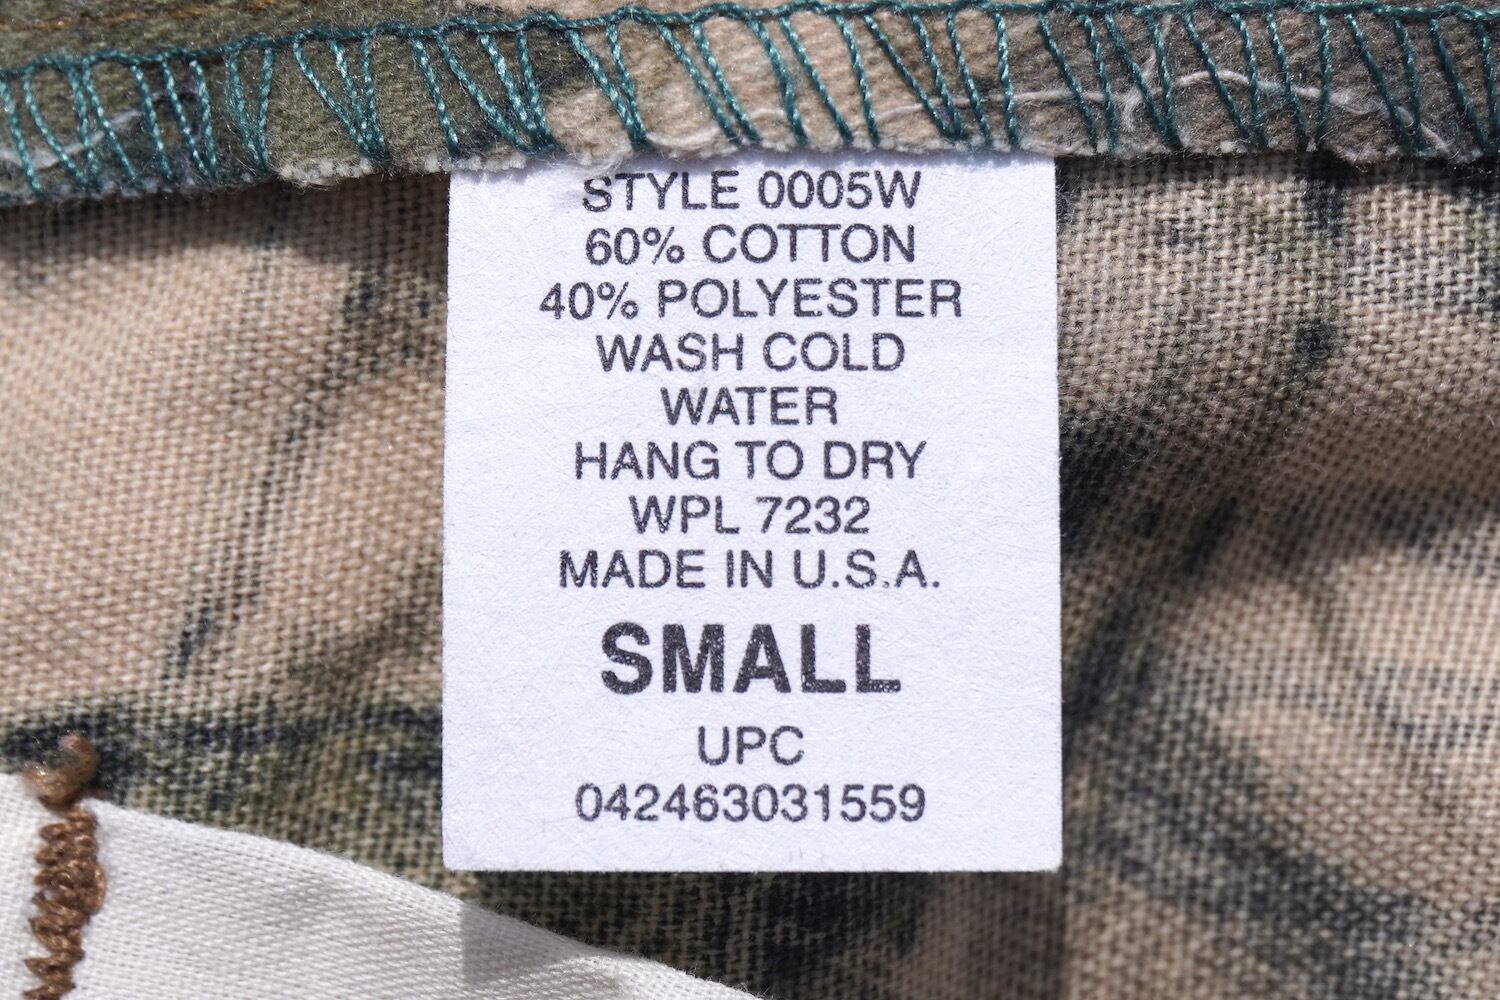 STYLE 0005W
60% COTTON
40% POLYESTER
WASH COLD
WATER
HANG TO DRY
WPL 7232
MADE IN U.S.A.
SMALL
UPC
042463031559